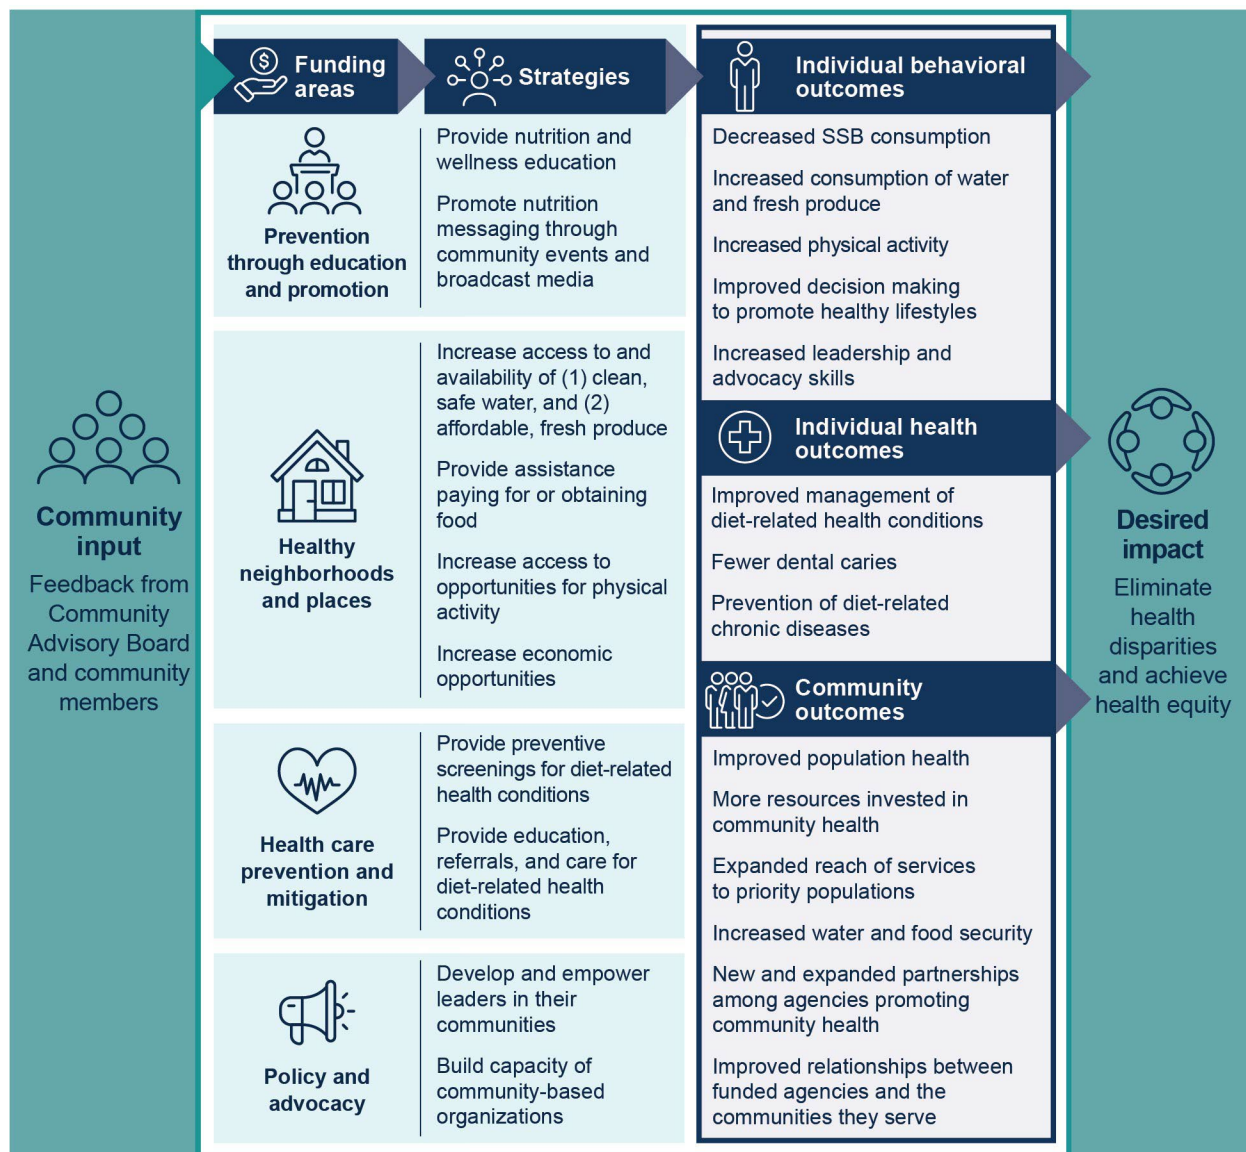 Community
input
Feedback from
Community
Advisory Board
and community
members
Funding
areas
Strategies
Prevention
through education
and promotion
Provide nutrition and
wellness education
Promote nutrition
messaging through
community events and
broadcast media
Healthy
neighborhoods
and places
Increase access to and
availability of (1) clean,
safe water, and (2)
affordable, fresh produce
Provide assistance
paying for or obtaining
food
Increase access to
opportunities for physical
activity
Increase economic
opportunities
Health care
prevention and
mitigation
Provide preventive
screenings for diet-related
health conditions
Provide education,
referrals, and care for
diet-related health
conditions
Policy and
advocacy
Develop and empower
leaders in their
communities
Build capacity of
community-based
organizations
Individual behavioral
outcomes
Decreased SSB consumption
Increased consumption of water
and fresh produce
Increased physical activity
Improved decision making
to promote healthy lifestyles
Increased leadership and
advocacy skills
Individual health
outcomes
Improved management of
diet-related health conditions
Fewer dental caries
Prevention of diet-related
chronic diseases
Community
outcomes
Improved population health
More resources invested in
community health
Expanded reach of services
to priority populations
Increased water and food security
New and expanded partnerships
among agencies promoting
community health
Improved relationships between
funded agencies and the
communities they serve
Desired
impact
Eliminate
health
disparities
and achieve
health equity